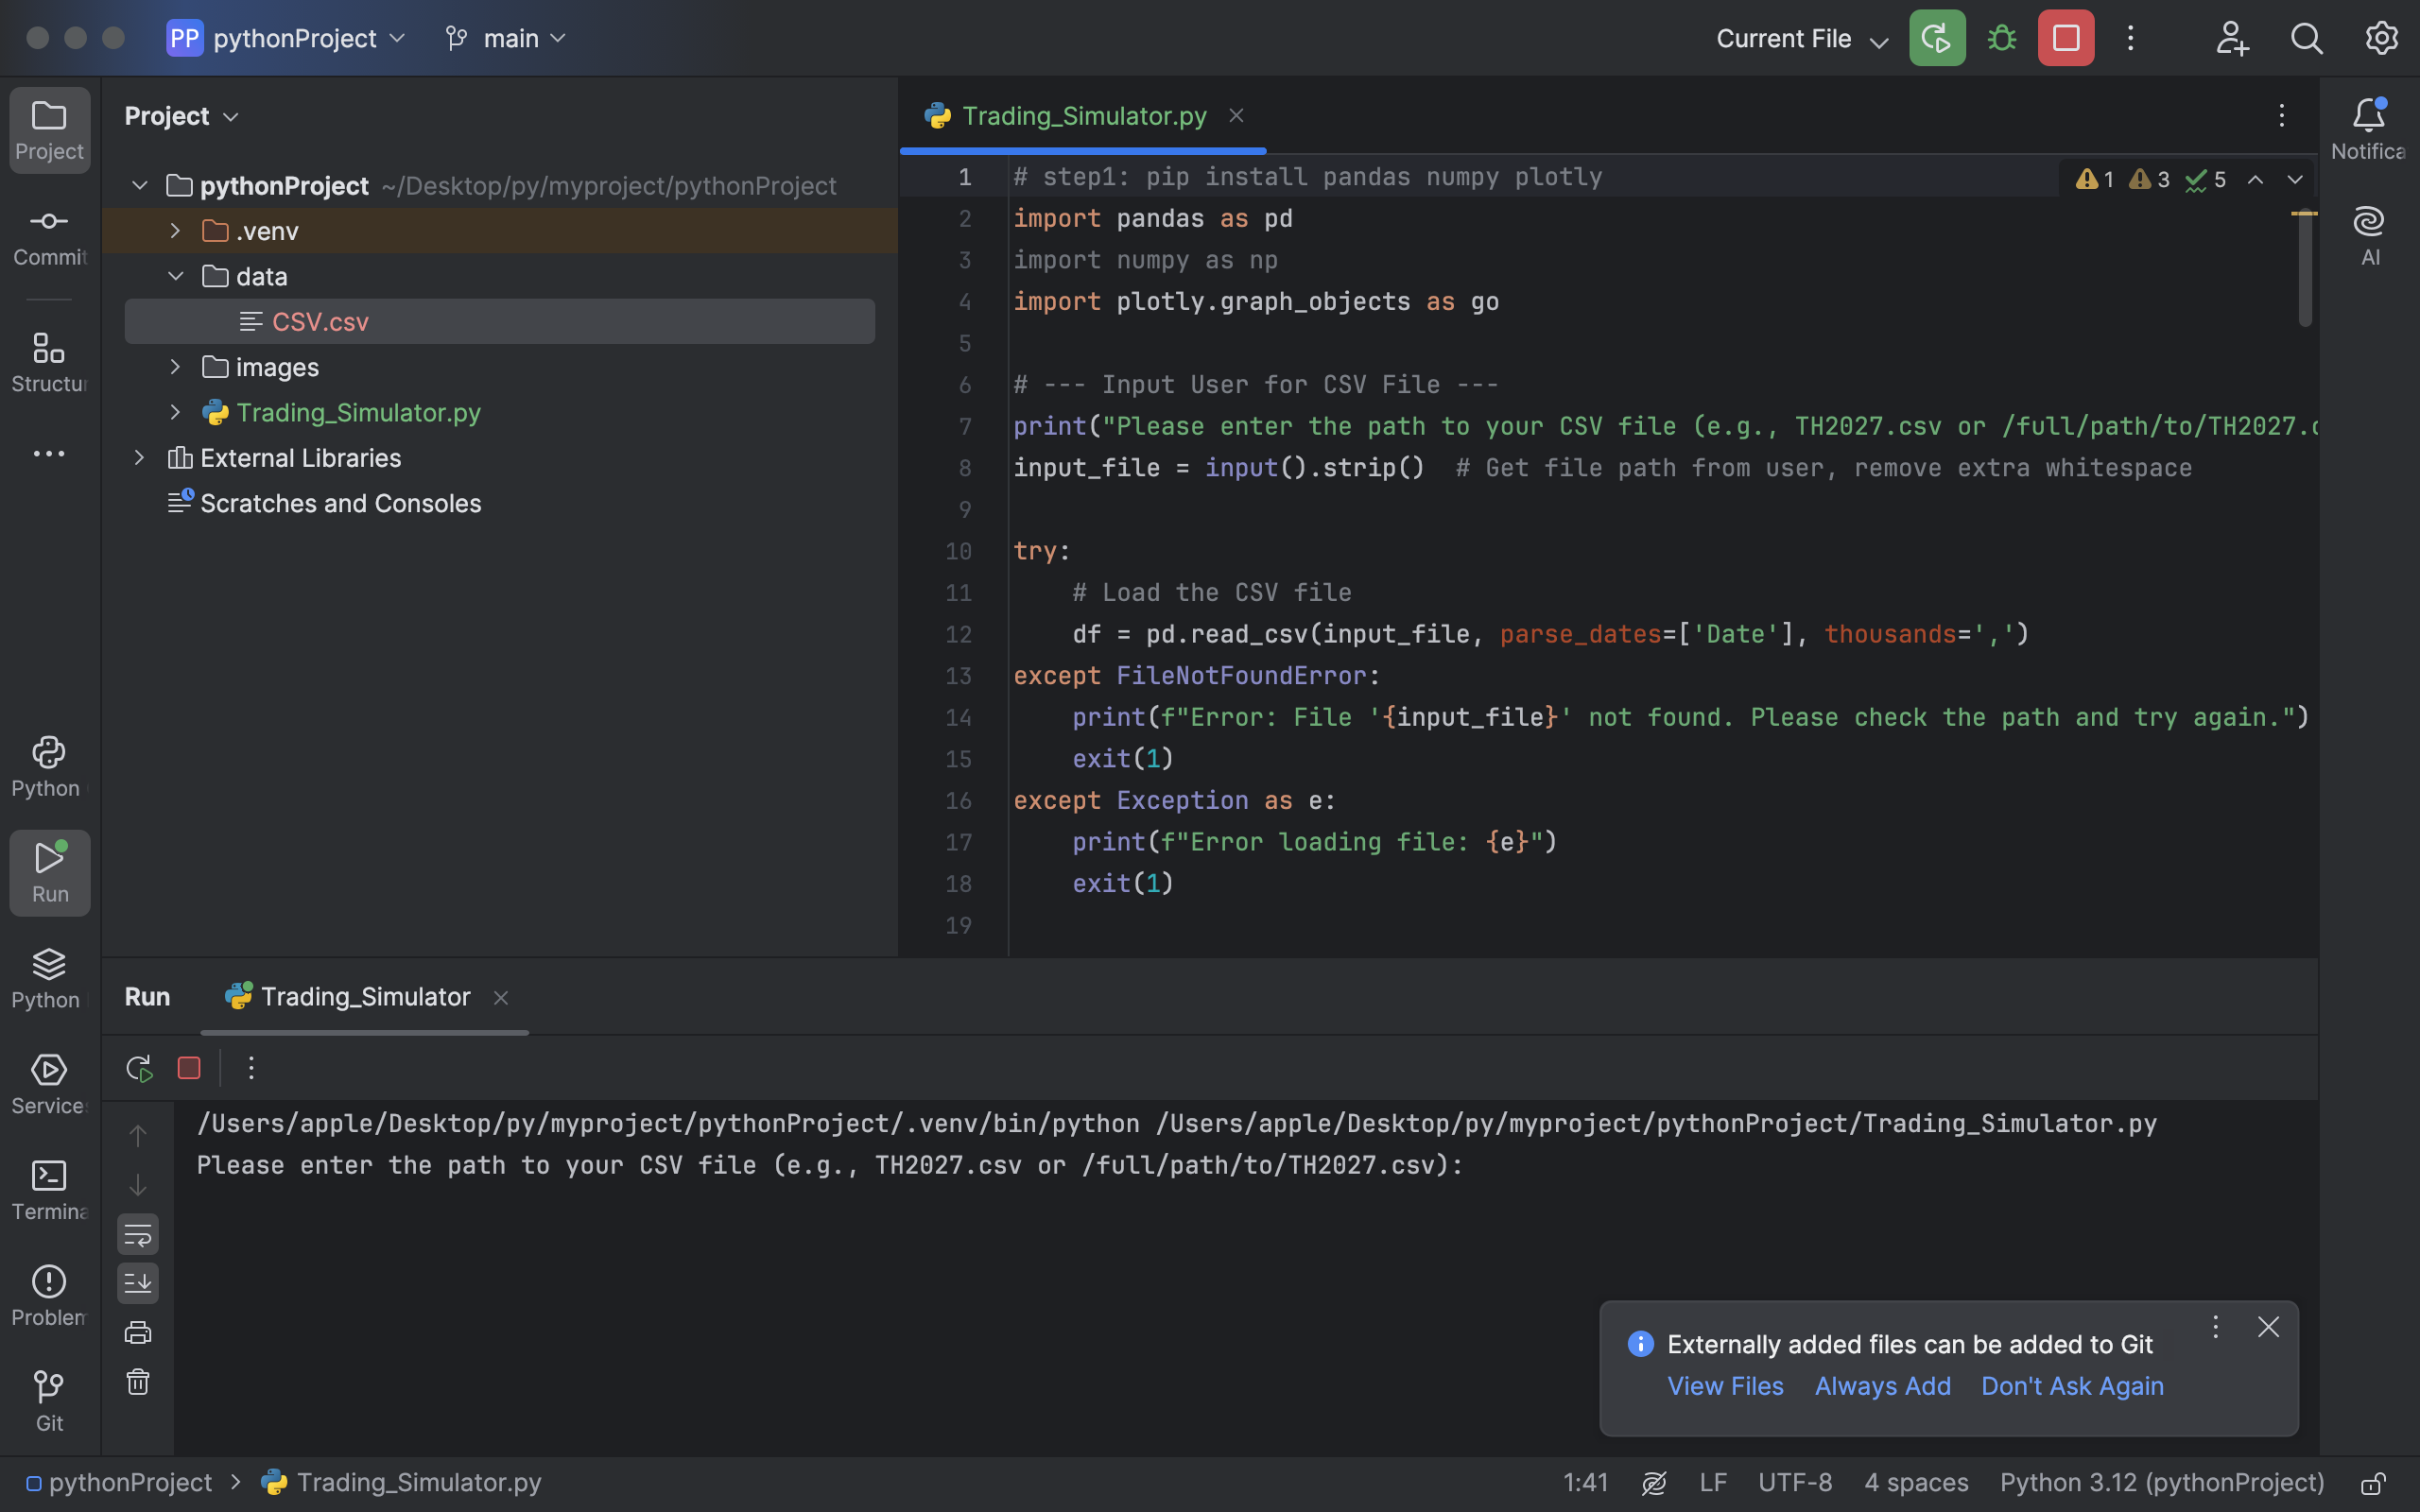 PP pythonProject main Current File
Project
Project
Commit
Structur
Python
Run
Python
Service
Termina
Problem
Git
pythonProject ~/Desktop/py/myproject/pythonProject
.venv
data
CSV.csv
images
Trading_Simulator.py
External Libraries
Scratches and Consoles
Trading_Simulator.py
1 # step1: pip install pandas numpy plotly
1 3 5
2 import pandas as pd
3 import numpy as np
4 import plotly.graph_objects as go
5
6 # --- Input User for CSV File ---
7 print("Please enter the path to your CSV file (e.g., TH2027.csv or /full/path/to/TH2027.c
8 input_file = input().strip()  # Get file path from user, remove extra whitespace
9
10 try:
11     # Load the CSV file
12     df = pd.read_csv(input_file, parse_dates=['Date'], thousands=',')
13 except FileNotFoundError:
14     print(f"Error: File '{input_file}' not found. Please check the path and try again.")
15     exit(1)
16 except Exception as e:
17     print(f"Error loading file: {e}")
18     exit(1)
19
Notifica
AI
Run Trading_Simulator
/Users/apple/Desktop/py/myproject/pythonProject/.venv/bin/python /Users/apple/Desktop/py/myproject/pythonProject/Trading_Simulator.py
Please enter the path to your CSV file (e.g., TH2027.csv or /full/path/to/TH2027.csv):
Externally added files can be added to Git
View Files Always Add Don't Ask Again
pythonProject > Trading_Simulator.py
1:41 LF UTF-8 4 spaces Python 3.12 (pythonProject)